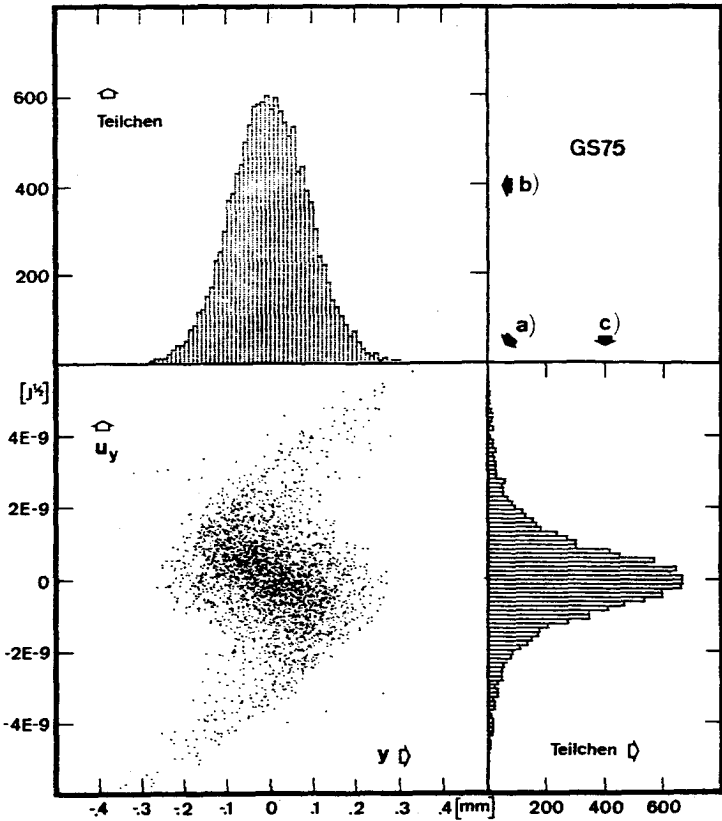 600
Teilchen
400
200
GS75
b)
a)
c)
[J½]
4E-9
u_y
2E-9
0
-2E-9
-4E-9
y
Teilchen
-.4 -.3 -.2 -.1 0 .1 .2 .3 .4 [mm] 200 400 600